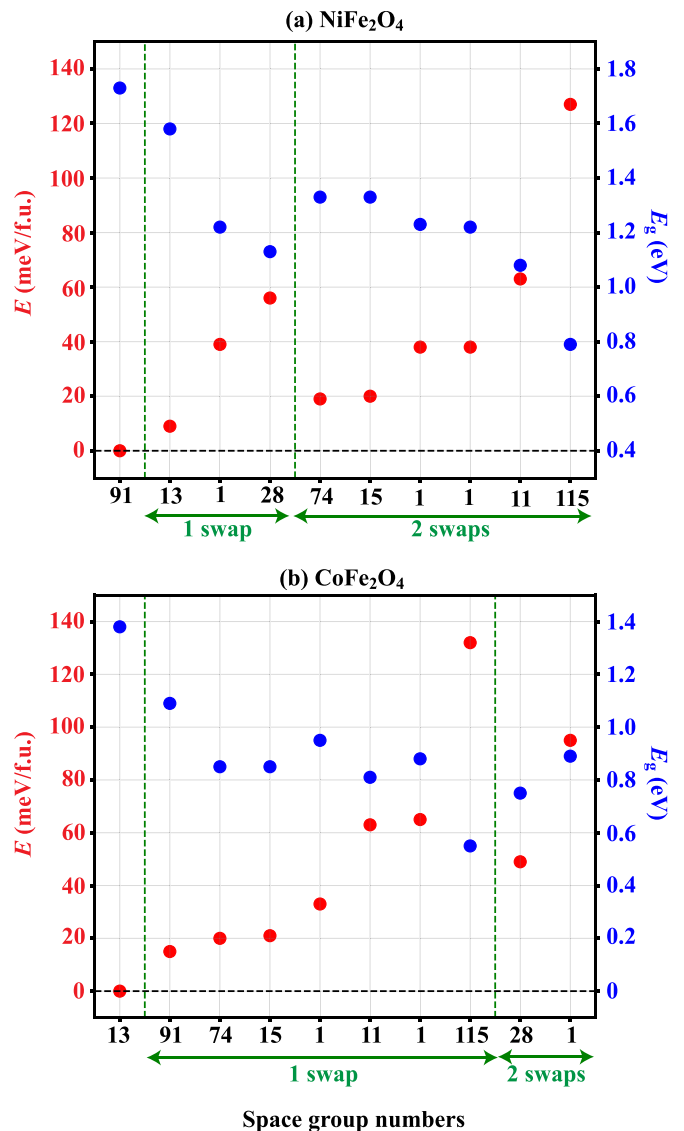 (a) NiFe₂O₄
140 1.8
120 1.6
100 1.4
80 1.2
60 1.0
40 0.8
20 0.6
0 0.4
E (meV/f.u.)
E_g (eV)
91 13 1 28 74 15 1 1 11 115
1 swap 2 swaps
(b) CoFe₂O₄
140 1.4
120 1.2
100 1.0
80 0.8
60 0.6
40 0.4
20 0.2
0 0
E (meV/f.u.)
E_g (eV)
13 91 74 15 1 11 1 115 28 1
1 swap 2 swaps
Space group numbers